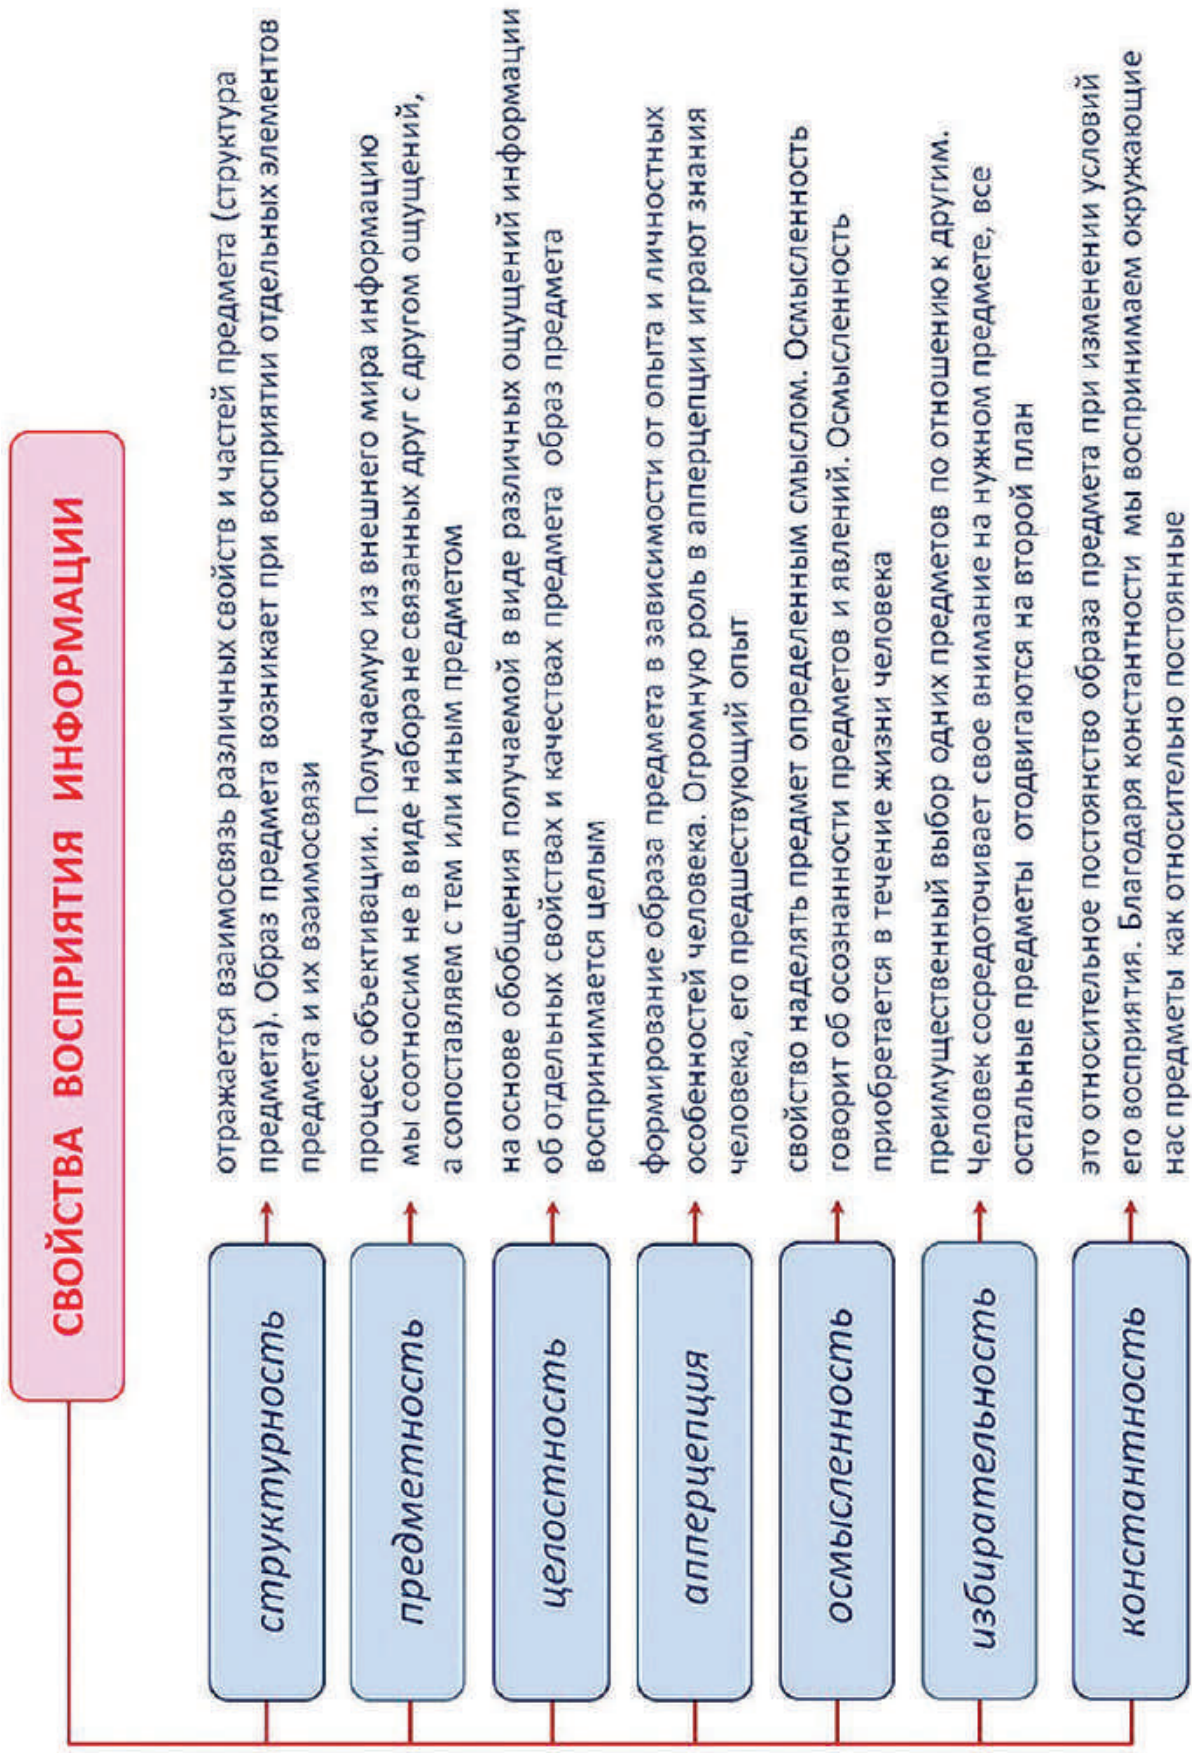 СВОЙСТВА ВОСПРИЯТИЯ ИНФОРМАЦИИ
структурность
отражается взаимосвязь различных свойств и частей предмета (структура
предмета). Образ предмета возникает при восприятии отдельных элементов
предмета и их взаимосвязи
предметность
процесс объективации. Получаемую из внешнего мира информацию
мы соотносим не в виде набора не связанных друг с другом ощущений,
а сопоставляем с тем или иным предметом
целостность
на основе обобщения получаемой в виде различных ощущений информации
об отдельных свойствах и качествах предмета образ предмета
воспринимается целым
апперцепция
формирование образа предмета в зависимости от опыта и личностных
особенностей человека. Огромную роль в апперцепции играют знания
человека, его предшествующий опыт
осмысленность
свойство наделять предмет определенным смыслом. Осмысленность
говорит об осознанности предметов и явлений. Осмысленность
приобретается в течение жизни человека
избирательность
преимущественный выбор одних предметов по отношению к другим.
Человек сосредоточивает свое внимание на нужном предмете, все
остальные предметы отодвигаются на второй план
константность
это относительное постоянство образа предмета при изменении условий
его восприятия. Благодаря константности мы воспринимаем окружающие
нас предметы как относительно постоянные